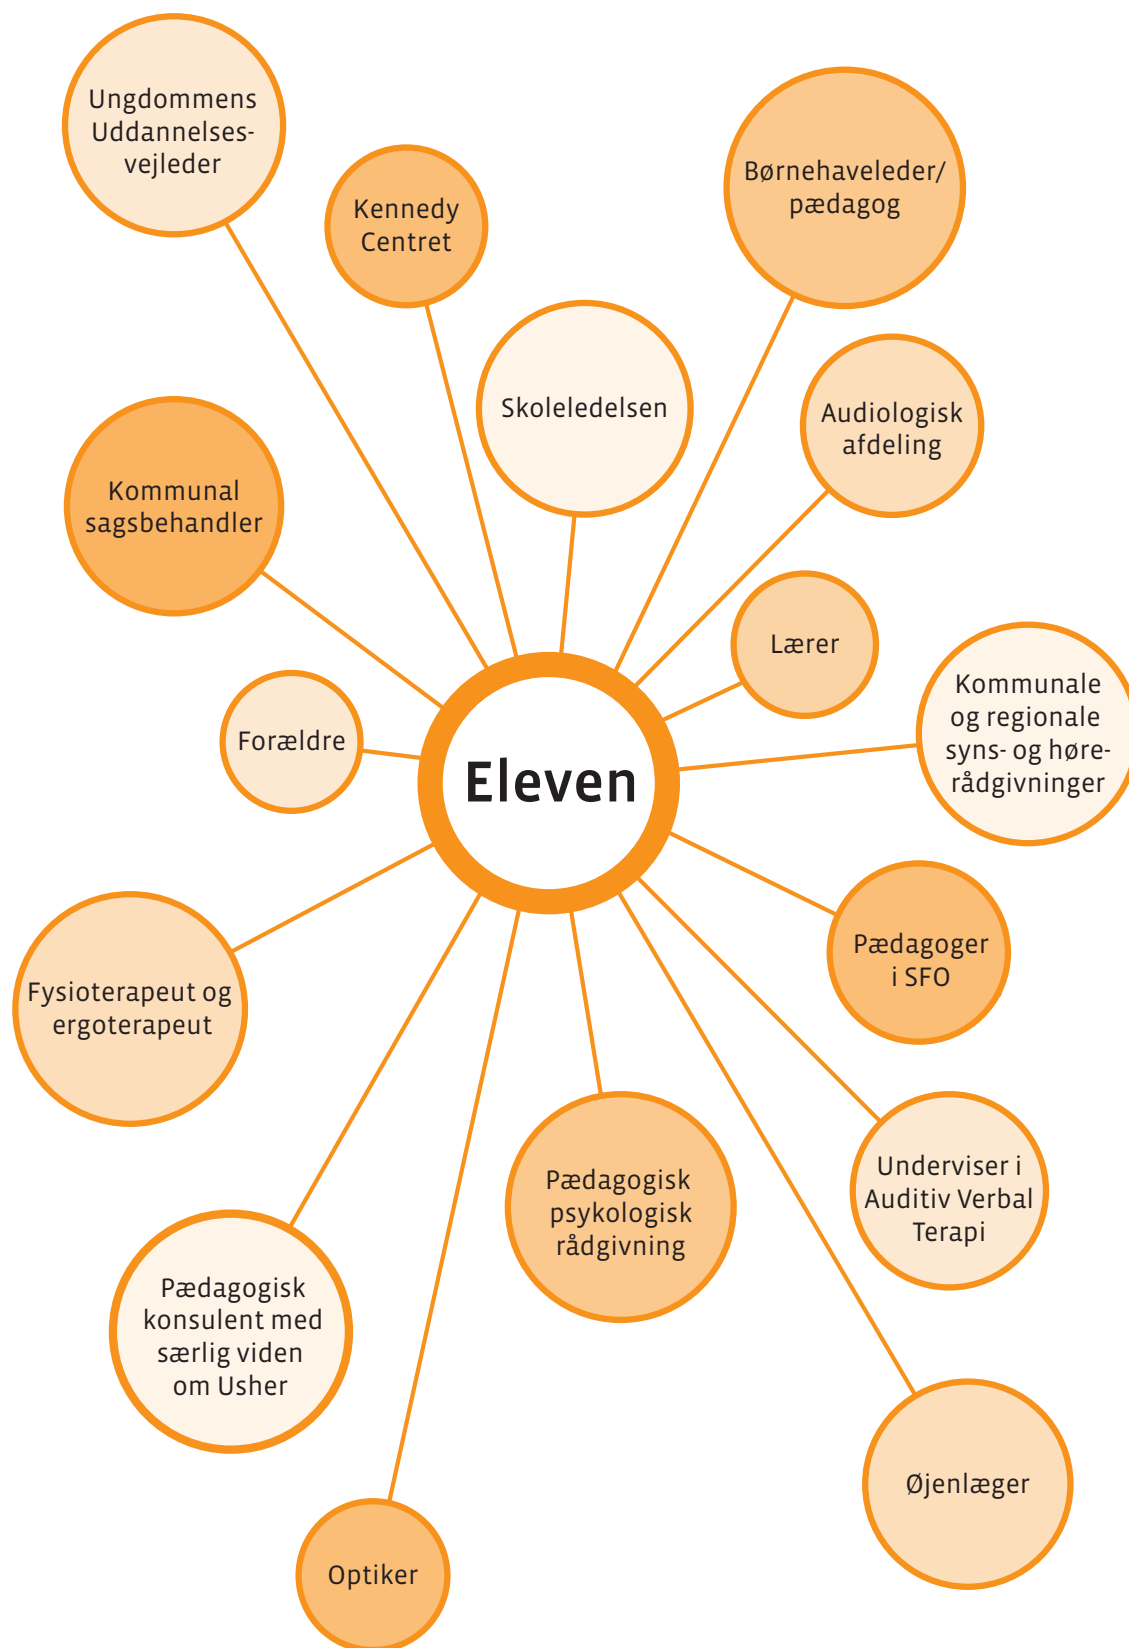 Ungdommens
Uddannelses-
vejleder
Kennedy
Centret
Børnehaveleder/
pædagog
Skoleledelsen
Audiologisk
afdeling
Kommunal
sagsbehandler
Lærer
Kommunale
og regionale
syns- og høre-
rådgivninger
Forældre
Eleven
Pædagoger
i SFO
Fysioterapeut og
ergoterapeut
Pædagogisk
psykologisk
rådgivning
Underviser i
Auditiv Verbal
Terapi
Pædagogisk
konsulent med
særlig viden
om Usher
Øjenlæger
Optiker